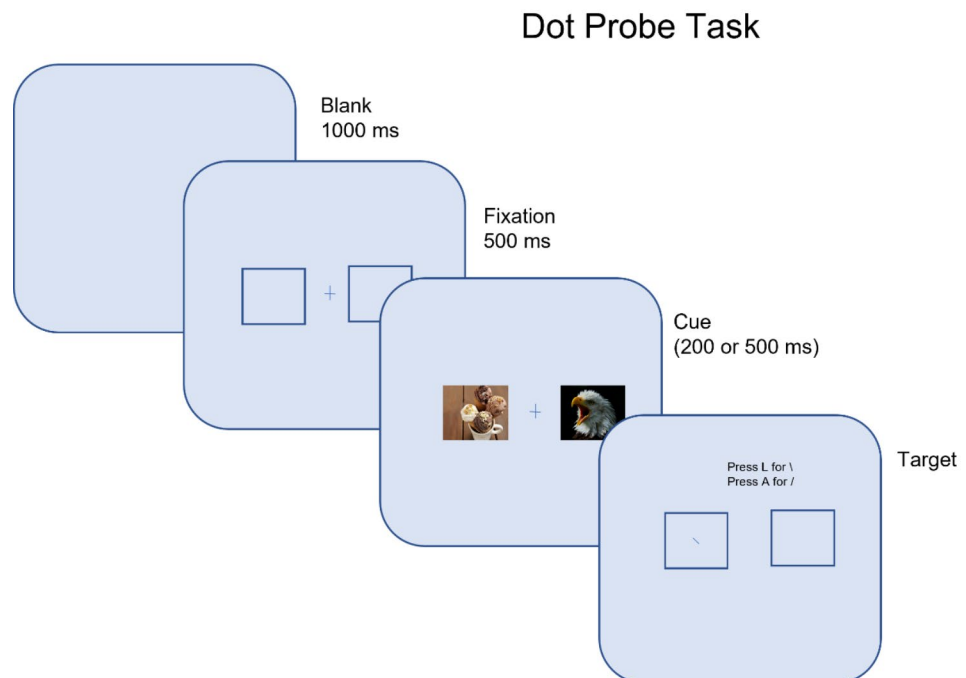 Dot Probe Task
Blank
1000 ms
Fixation
500 ms
Cue
(200 or 500 ms)
Target
Press L for \
Press A for /